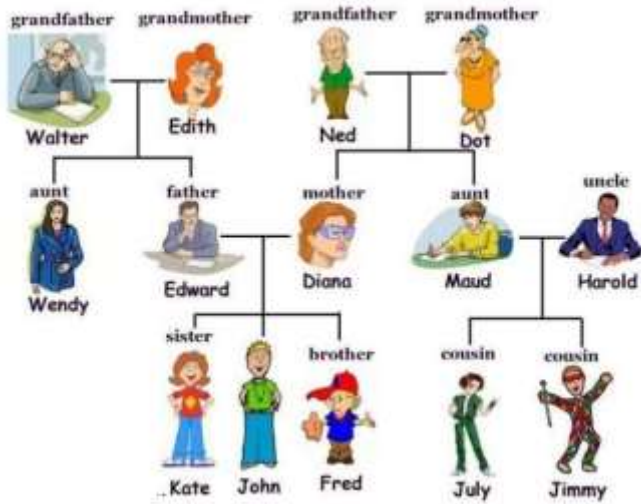 grandfather grandmother grandfather grandmother
Walter Edith Ned Dot
aunt father mother aunt uncle
Wendy Edward Diana Maud Harold
sister brother cousin cousin
..Kate John Fred July Jimmy